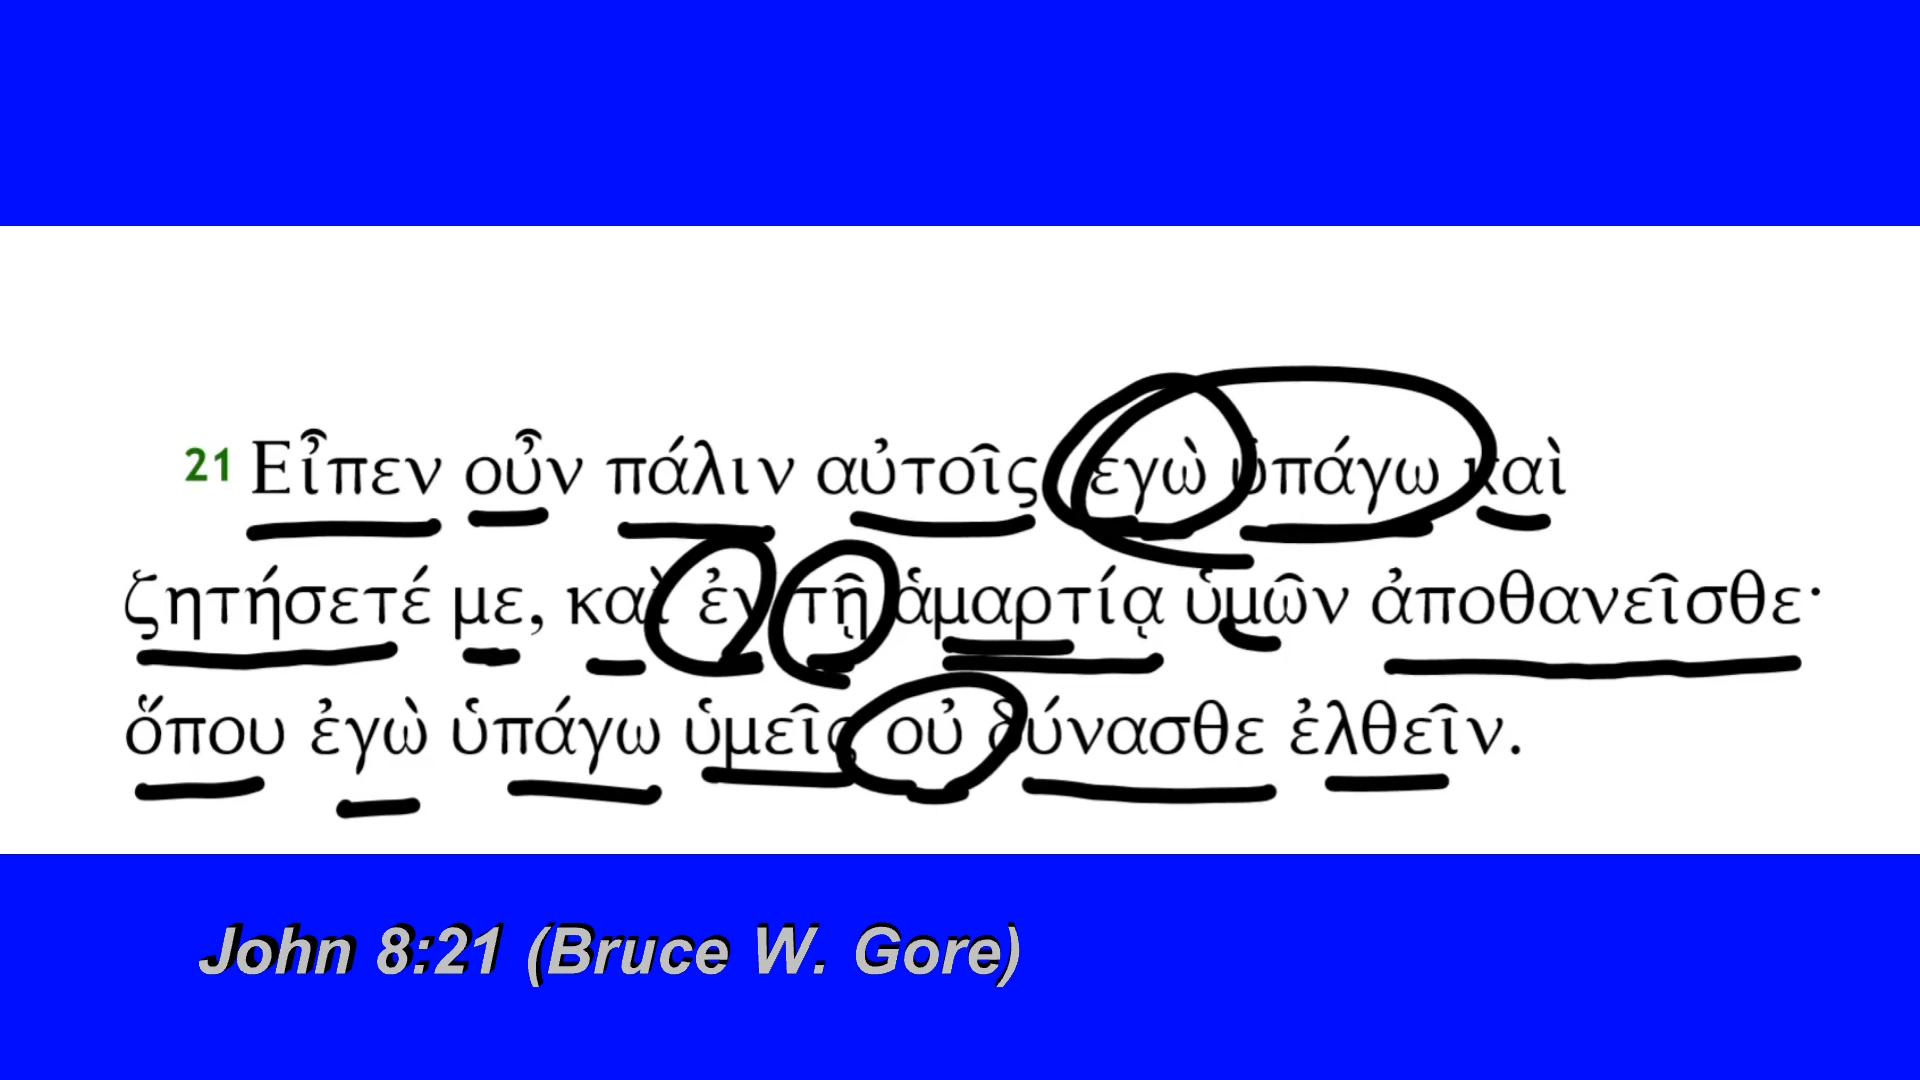 21 Εἶπεν οὖν πάλιν αὐτοῖς ἐγὼ ὑπάγω καὶ
ζητήσετέ με, καὶ ἐν τῇ ἁμαρτίᾳ ὑμῶν ἀποθανεῖσθε·
ὅπου ἐγὼ ὑπάγω ὑμεῖς οὐ δύνασθε ἐλθεῖν.
John 8:21 (Bruce W. Gore)